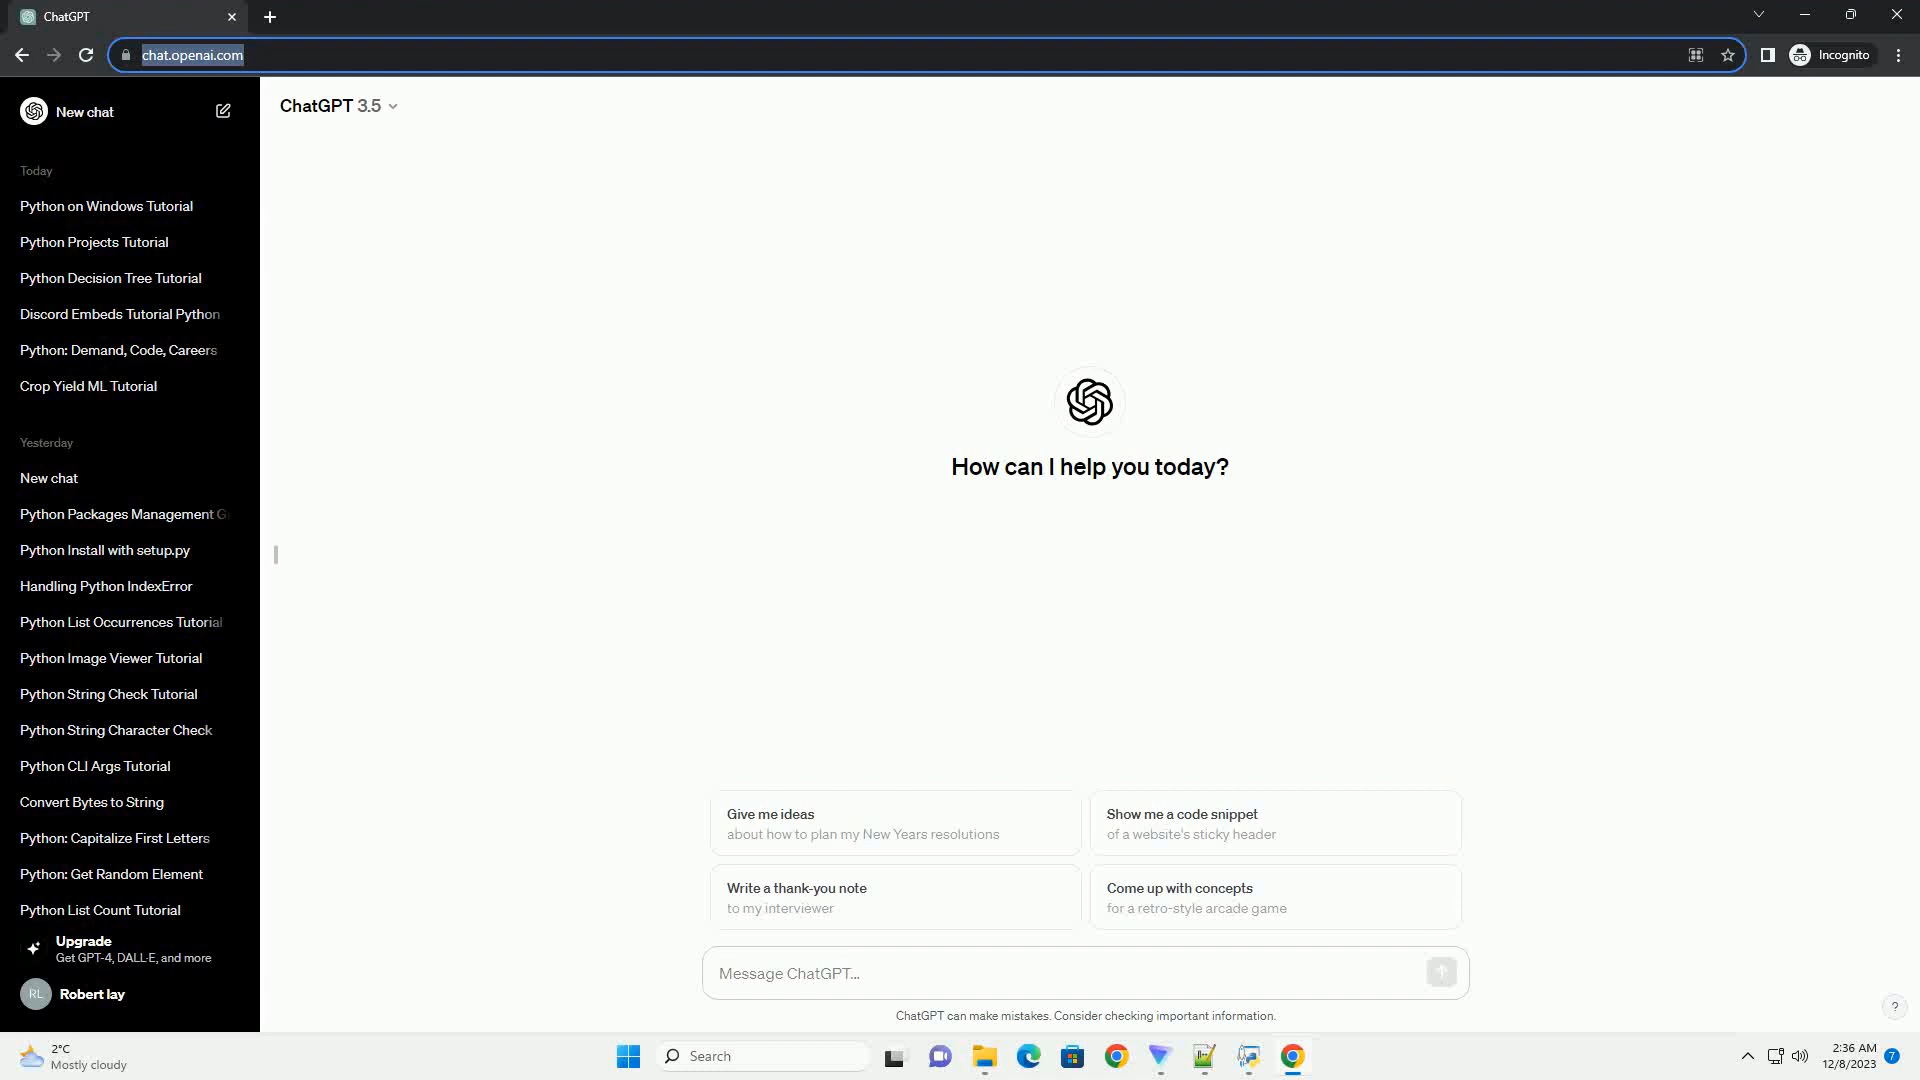 ChatGPT
chat.openai.com
Incognito
New chat
ChatGPT 3.5
Today
Python on Windows Tutorial
Python Projects Tutorial
Python Decision Tree Tutorial
Discord Embeds Tutorial Python
Python: Demand, Code, Careers
Crop Yield ML Tutorial
Yesterday
New chat
Python Packages Management G
Python Install with setup.py
Handling Python IndexError
Python List Occurrences Tutorial
Python Image Viewer Tutorial
Python String Check Tutorial
Python String Character Check
Python CLI Args Tutorial
Convert Bytes to String
Python: Capitalize First Letters
Python: Get Random Element
Python List Count Tutorial
Upgrade
Get GPT-4, DALL·E, and more
RL
Robert lay
How can I help you today?
Give me ideas
about how to plan my New Years resolutions
Show me a code snippet
of a website's sticky header
Write a thank-you note
to my interviewer
Come up with concepts
for a retro-style arcade game
Message ChatGPT...
ChatGPT can make mistakes. Consider checking important information.
?
2°C
Mostly cloudy
Search
2:36 AM
12/8/2023
7